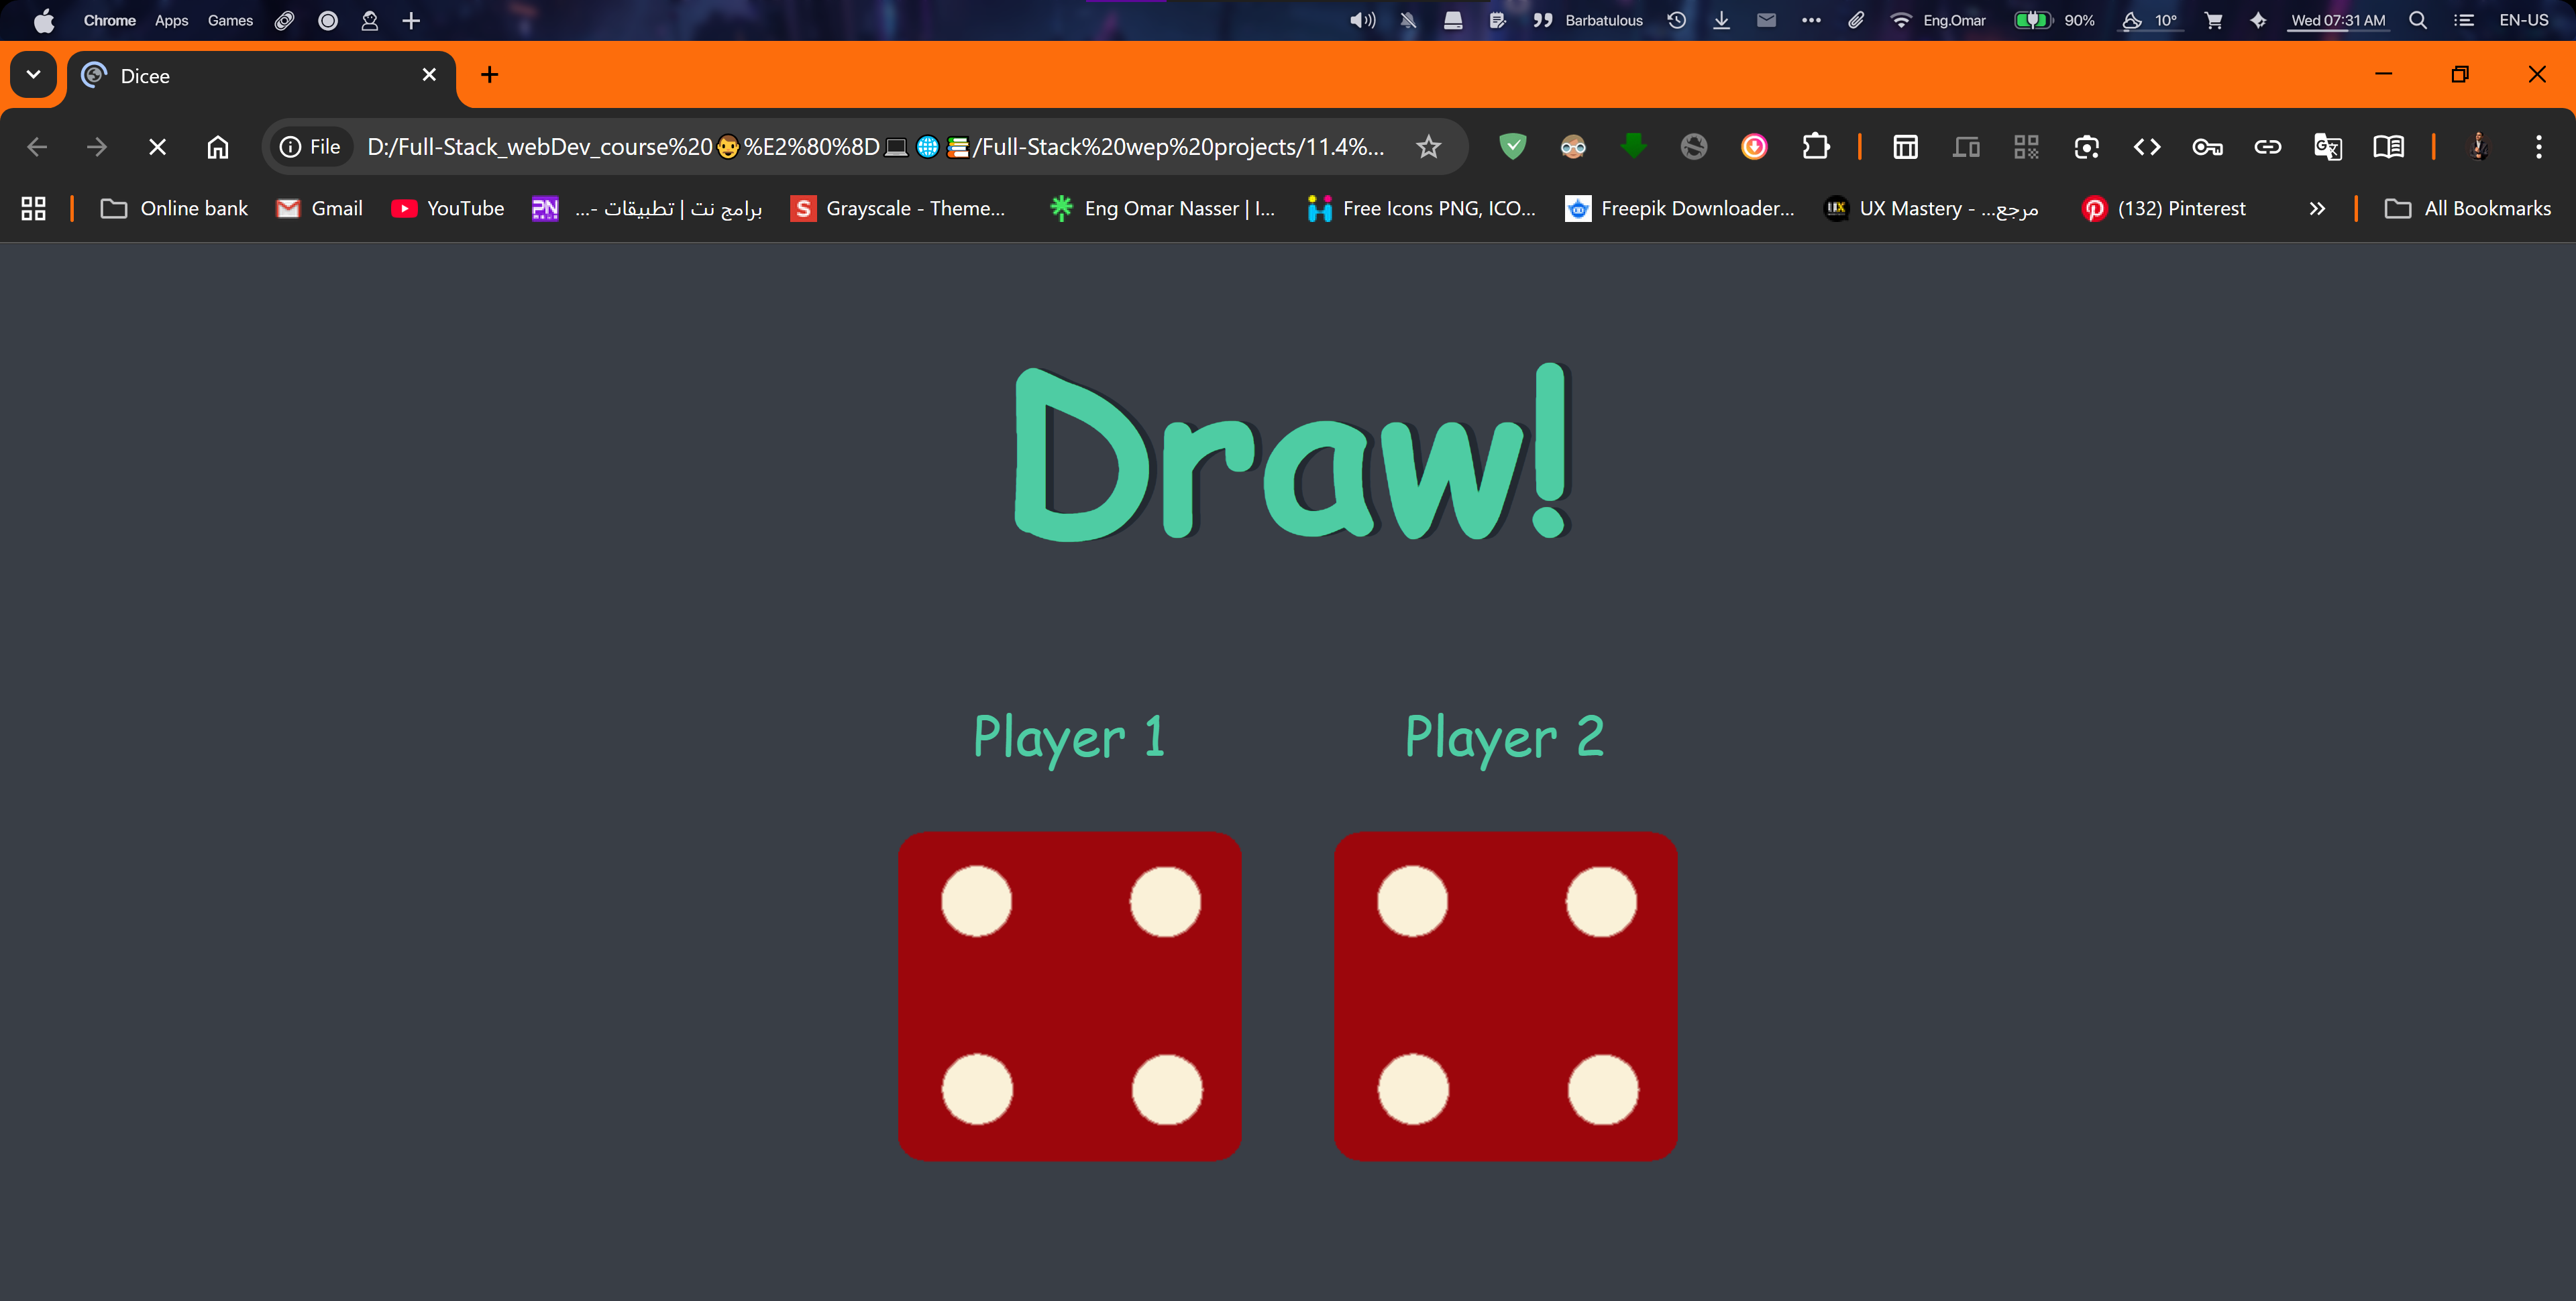 Chrome Apps Games Barbatulous Eng.Omar 90% 10° Wed 07:31 AM EN-US
Dicee
File D:/Full-Stack_webDev_course%20👨%E2%80%8D💻🌐📚/Full-Stack%20wep%20projects/11.4%...
Online bank Gmail YouTube برامج نت | تطبيقات -... Grayscale - Theme... Eng Omar Nasser | I... Free Icons PNG, ICO... Freepik Downloader... UX Mastery - ...مرجع (132) Pinterest All Bookmarks
Draw!
Player 1 Player 2